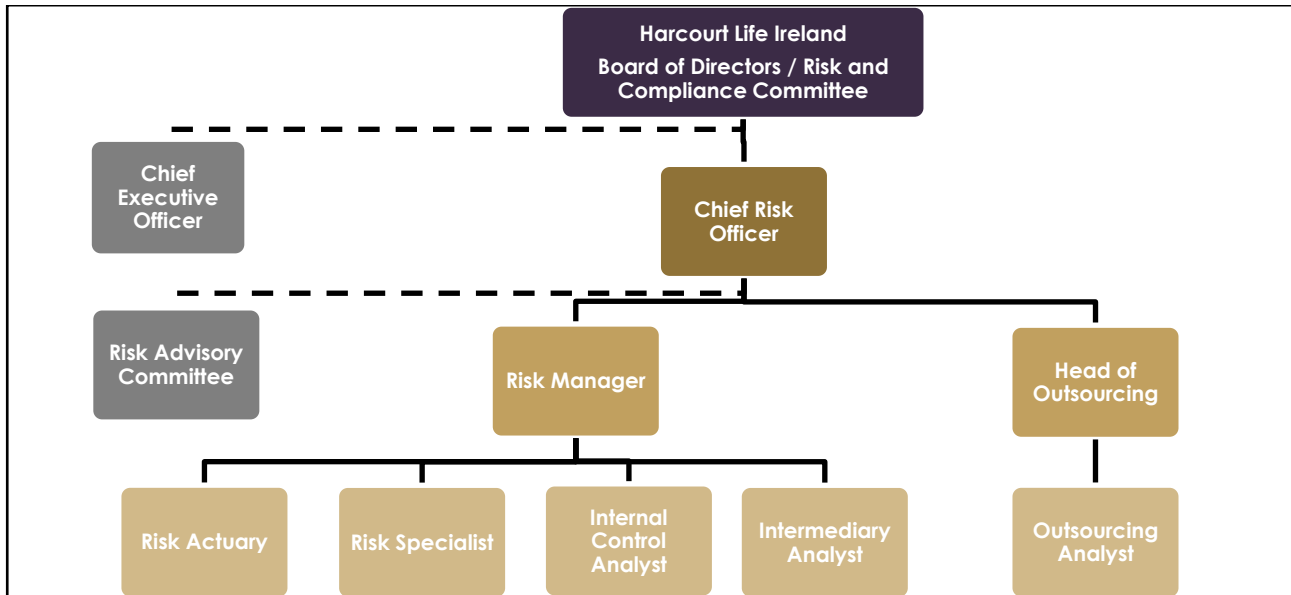 Harcourt Life Ireland
Board of Directors / Risk and
Compliance Committee
Chief
Executive
Officer
Chief Risk
Officer
Risk Advisory
Committee
Risk Manager
Head of
Outsourcing
Risk Actuary
Risk Specialist
Internal
Control
Analyst
Intermediary
Analyst
Outsourcing
Analyst